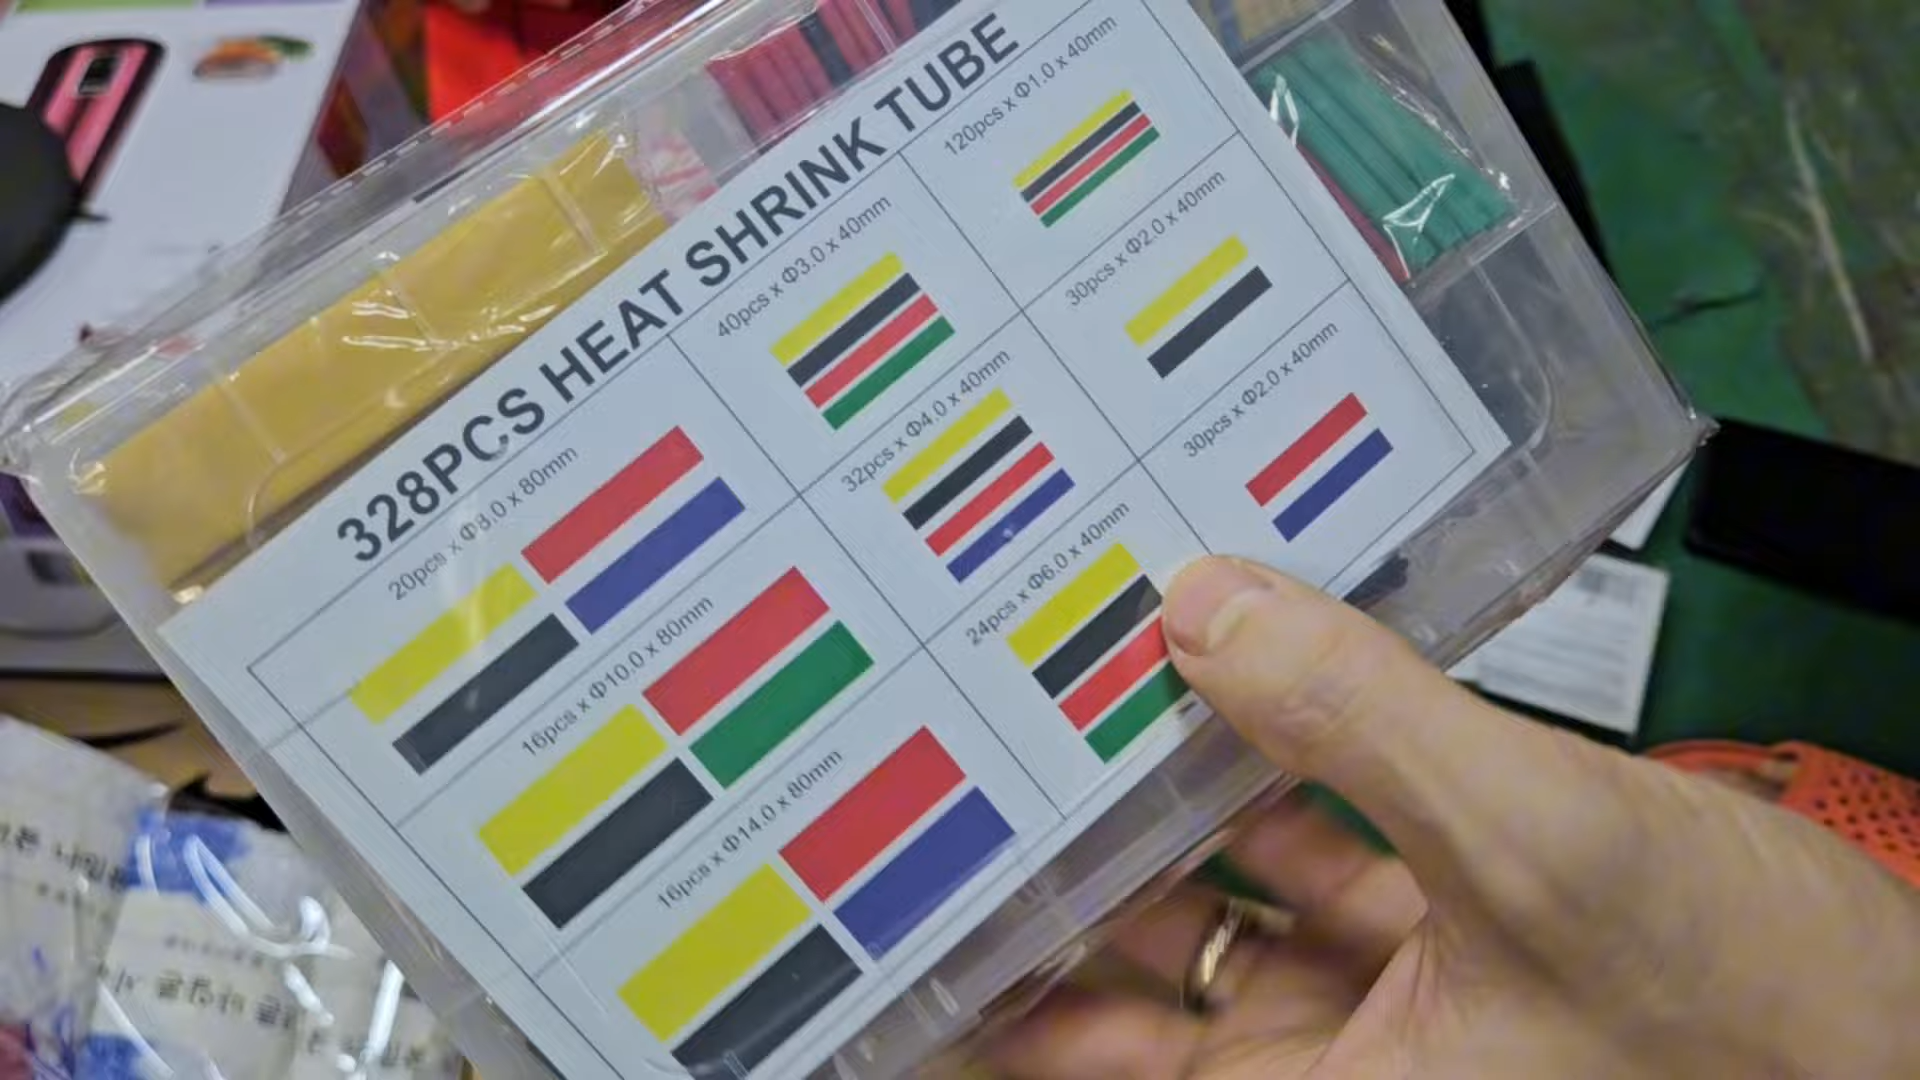 328PCS HEAT SHRINK TUBE
20pcs x Φ8.0 x 80mm
40pcs x Φ3.0 x 40mm
120pcs x Φ1.0 x 40mm
16pcs x Φ10.0 x 80mm
32pcs x Φ4.0 x 40mm
30pcs x Φ2.0 x 40mm
16pcs x Φ14.0 x 80mm
24pcs x Φ6.0 x 40mm
30pcs x Φ2.0 x 40mm